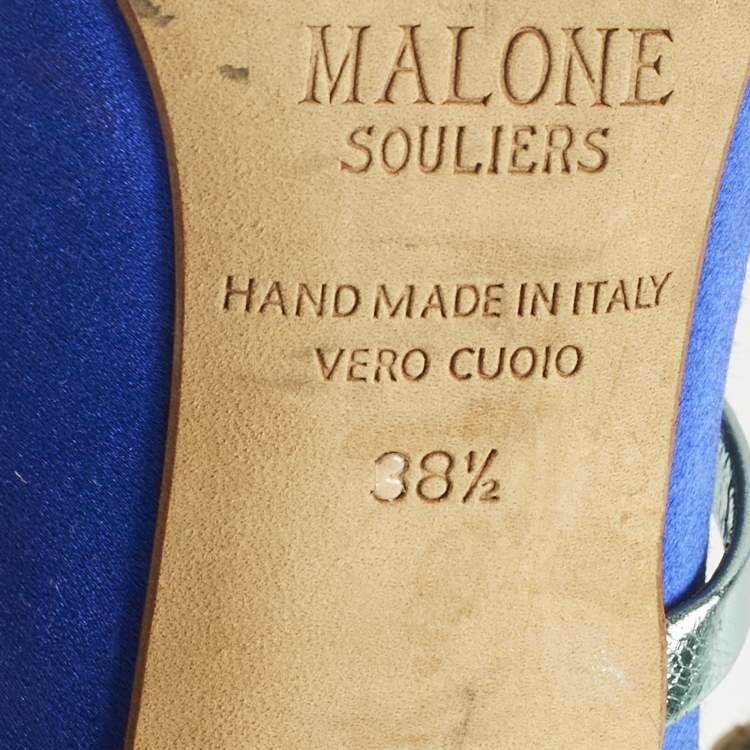 MALONE
SOULIERS
HAND MADE IN ITALY
VERO CUOIO
38½